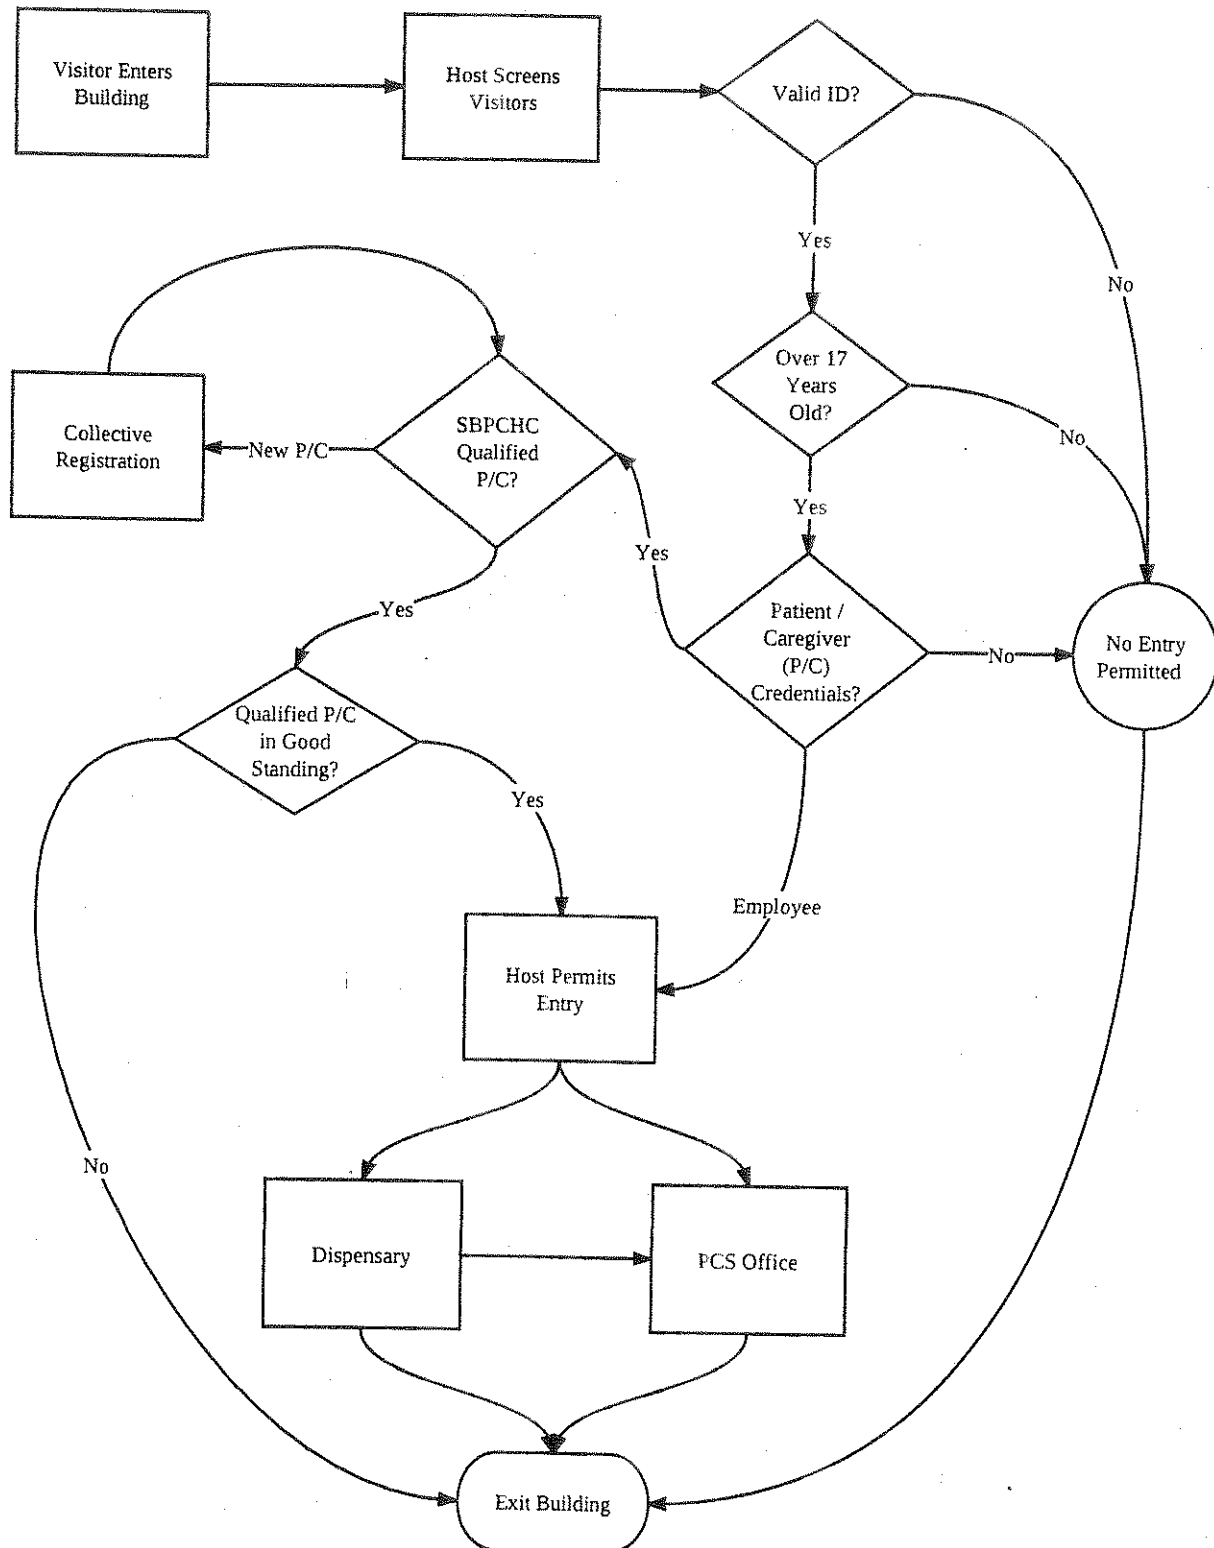 Visitor Enters
Building
Host Screens
Visitors
Valid ID?
Yes
No
Over 17
Years
Old?
No
Yes
Collective
Registration
New P/C
SBPCHC
Qualified
P/C?
Yes
Yes
Patient /
Caregiver
(P/C)
Credentials?
No
No Entry
Permitted
Qualified P/C
in Good
Standing?
Yes
Employee
Host Permits
Entry
No
Dispensary
PCS Office
Exit Building